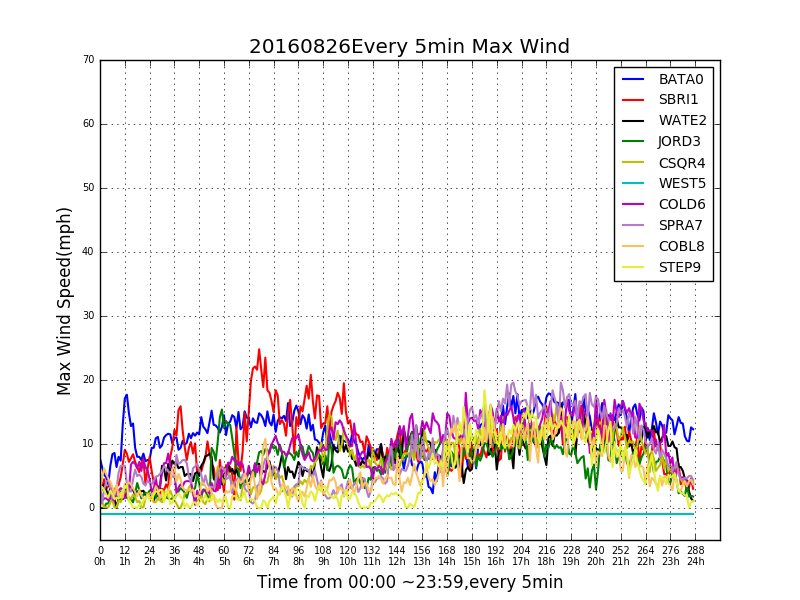 20160826Every 5min Max Wind
70
60
50
40
30
20
10
0
Max Wind Speed(mph)
BATA0
SBRI1
WATE2
JORD3
CSQR4
WEST5
COLD6
SPRA7
COBL8
STEP9
0 12 24 36 48 60 72 84 96 108 120 132 144 156 168 180 192 204 216 228 240 252 264 276 288
0h 1h 2h 3h 4h 5h 6h 7h 8h 9h 10h 11h 12h 13h 14h 15h 16h 17h 18h 19h 20h 21h 22h 23h 24h
Time from 00:00 ~23:59,every 5min